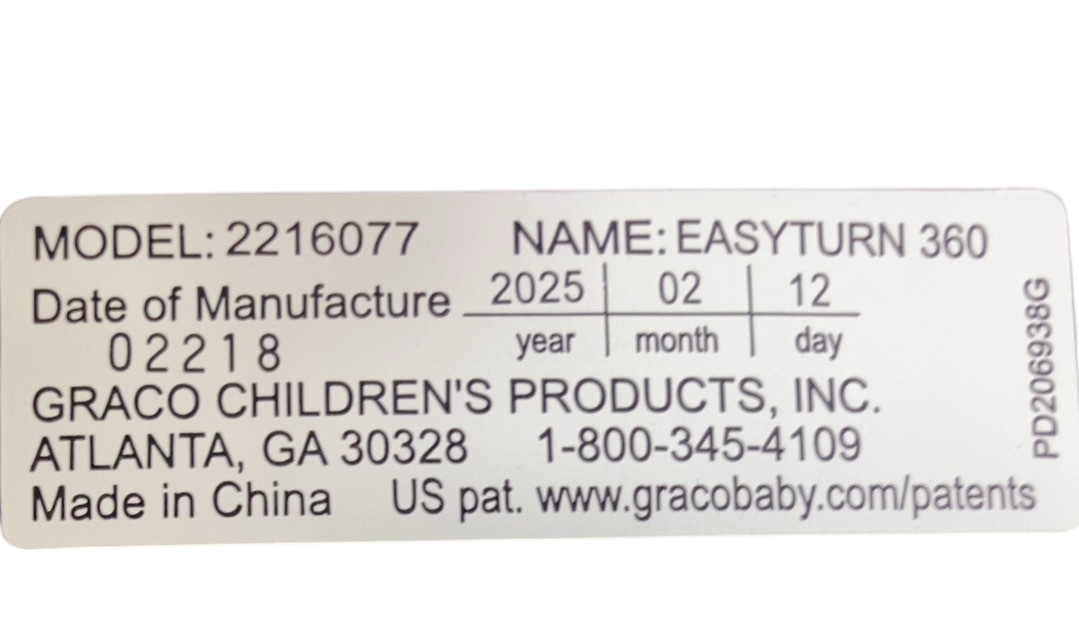 MODEL: 2216077 NAME: EASYTURN 360
Date of Manufacture 2025 02 12
year month day
02218
GRACO CHILDREN'S PRODUCTS, INC.
ATLANTA, GA 30328 1-800-345-4109
Made in China US pat. www.gracobaby.com/patents
PD206938G